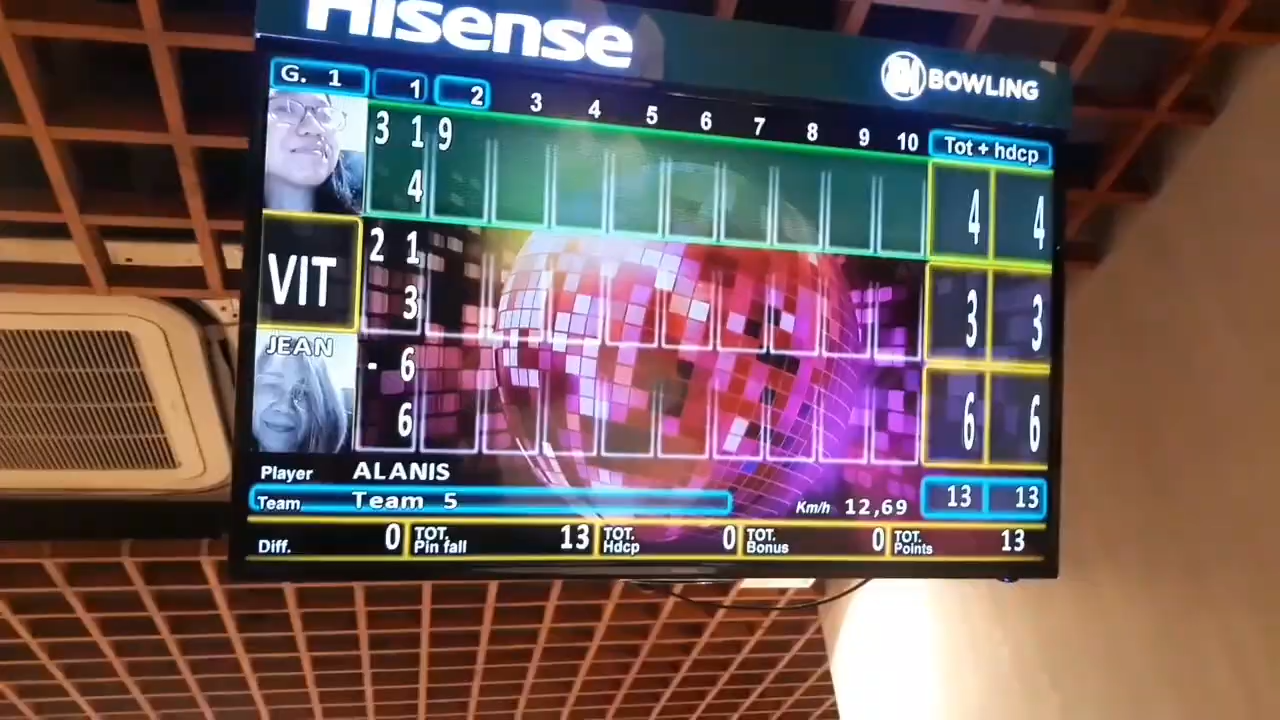 Hisense
SM BOWLING
G. 1 1 2 3 4 5 6 7 8 9 10 Tot + hdcp
3 1 9
4 4 4
VIT 2 1
3 3 3
JEAN - 6
6 6 6
Player ALANIS
Team Team 5 Km/h 12,69 13 13
Diff. 0 TOT. Pin fall 13 TOT. Hdcp 0 TOT. Bonus 0 TOT. Points 13